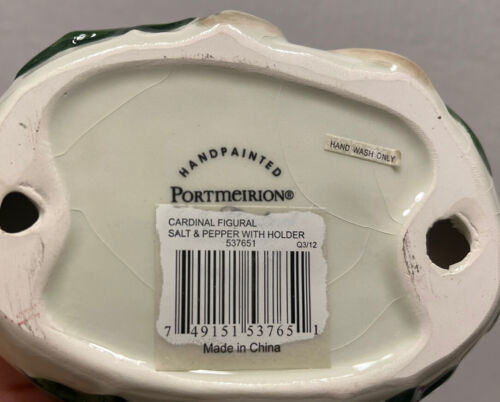 HANDPAINTED
PORTMEIRION®
HAND WASH ONLY
CARDINAL FIGURAL
SALT & PEPPER WITH HOLDER
537651
Q3/12
7 49151 53765 1
Made in China